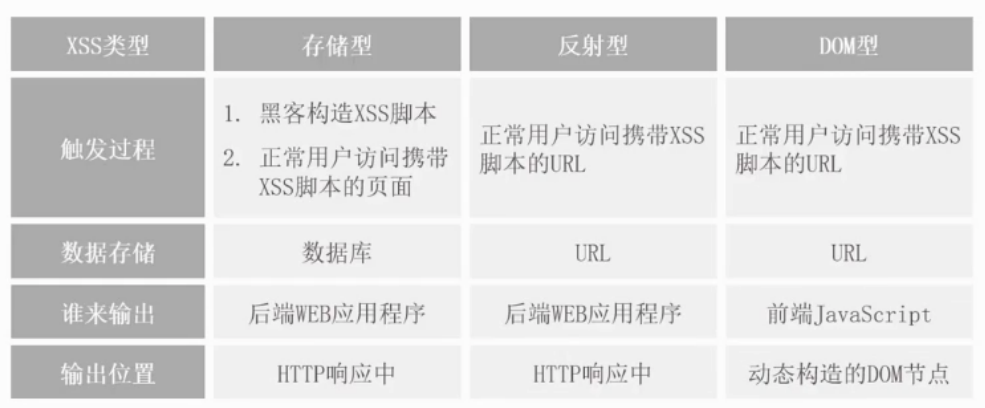 XSS类型 存储型 反射型 DOM型
触发过程
1. 黑客构造XSS脚本
2. 正常用户访问携带
XSS脚本的页面
正常用户访问携带XSS
脚本的URL
正常用户访问携带XSS
脚本的URL
数据存储 数据库 URL URL
谁来输出 后端WEB应用程序 后端WEB应用程序 前端JavaScript
输出位置 HTTP响应中 HTTP响应中 动态构造的DOM节点